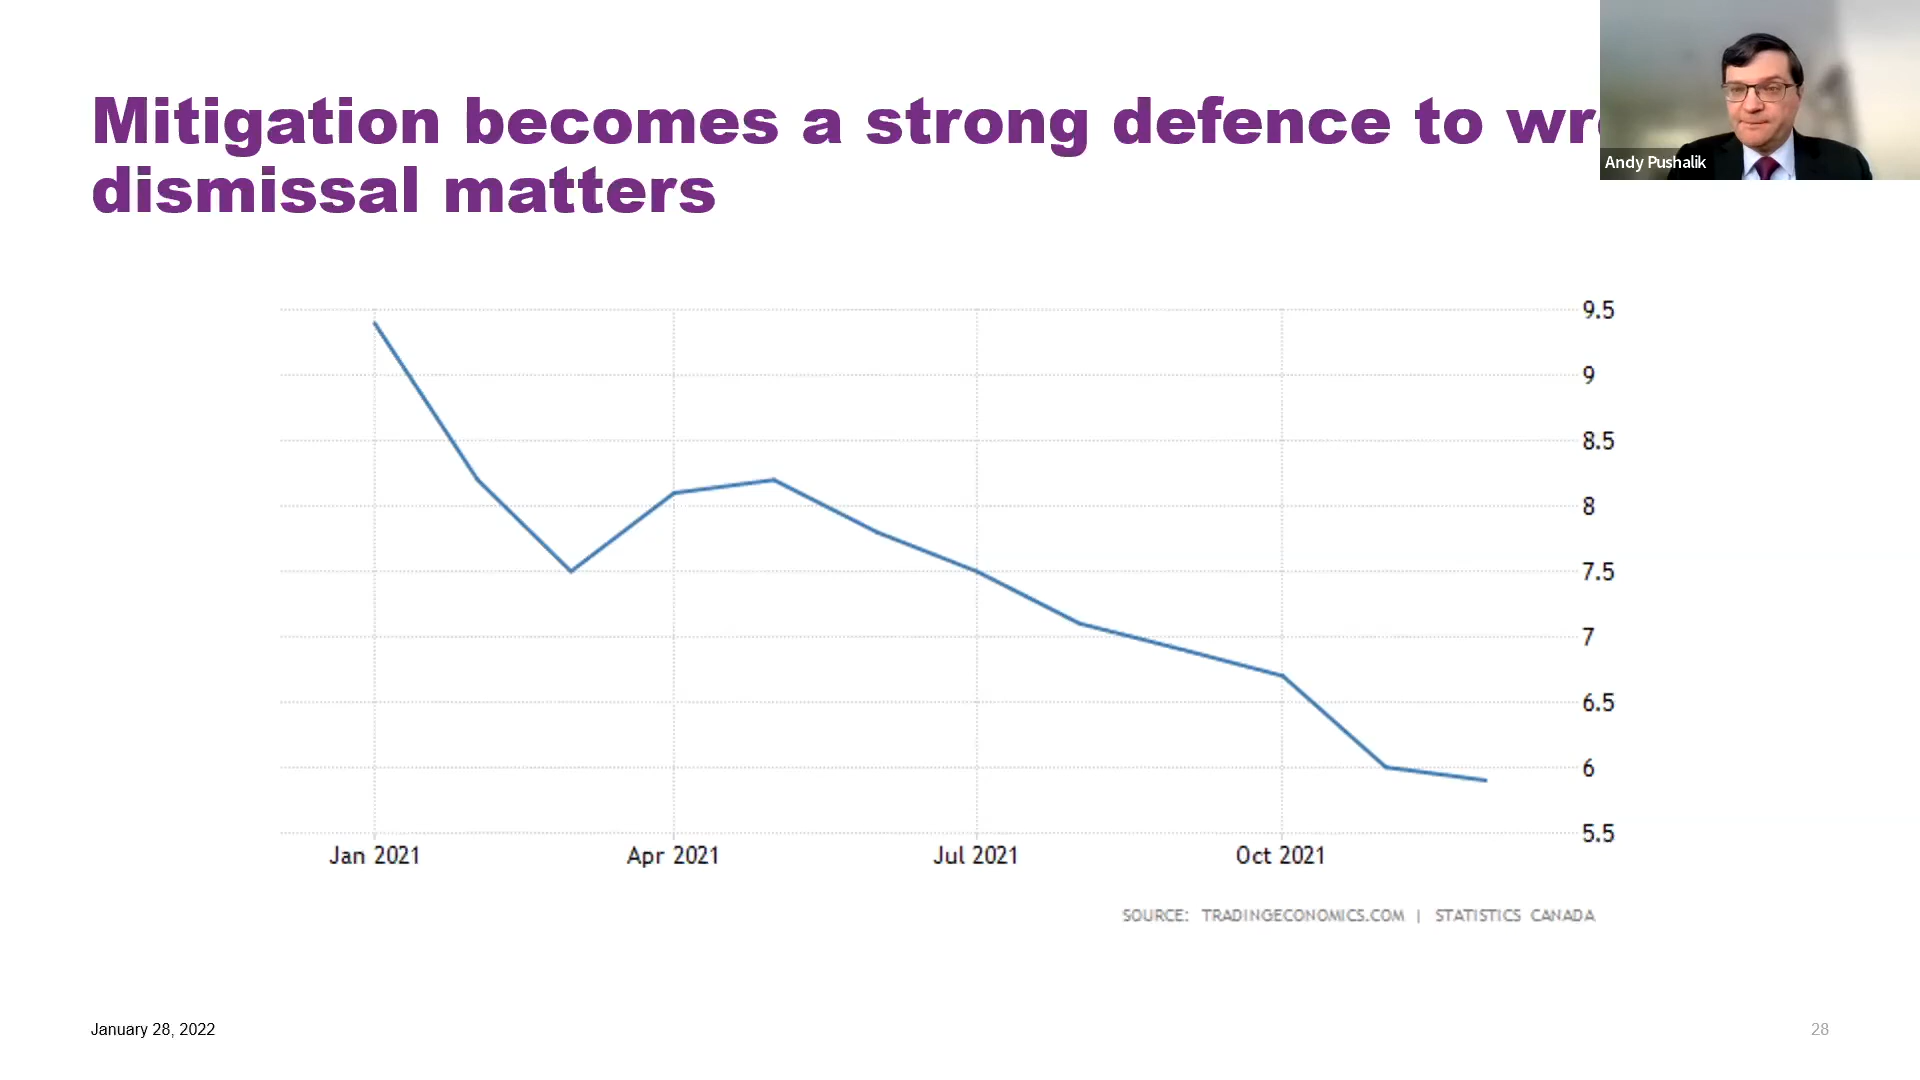 Mitigation becomes a strong defence to
dismissal matters
Andy Pushalik
9.5
9
8.5
8
7.5
7
6.5
6
5.5
Jan 2021 Apr 2021 Jul 2021 Oct 2021
SOURCE: TRADINGECONOMICS.COM | STATISTICS CANADA
January 28, 2022
28